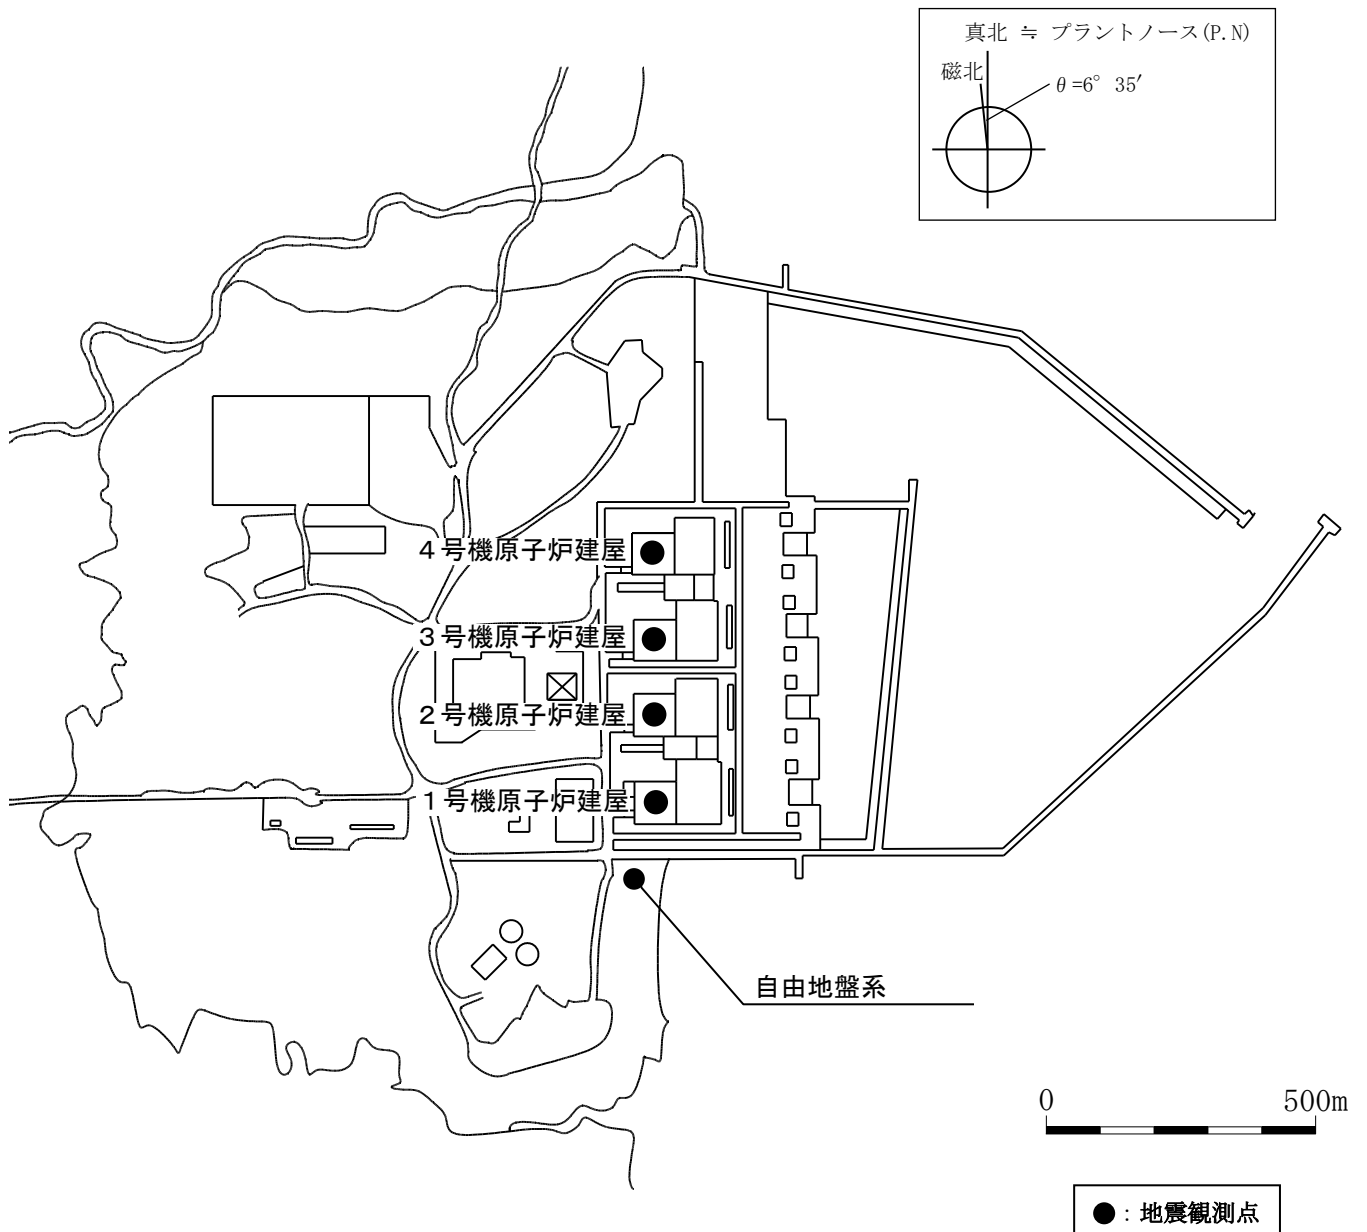 真北 ≒ プラントノース(P.N)
磁北
θ=6° 35′
4号機原子炉建屋
3号機原子炉建屋
2号機原子炉建屋
1号機原子炉建屋
自由地盤系
0 500m
●：地震観測点